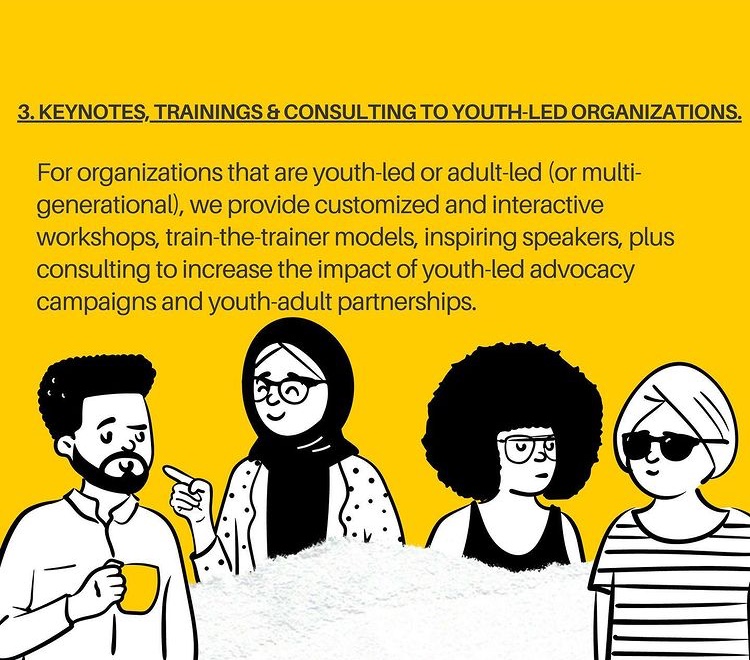 3. KEYNOTES, TRAININGS & CONSULTING TO YOUTH-LED ORGANIZATIONS.
For organizations that are youth-led or adult-led (or multi-
generational), we provide customized and interactive
workshops, train-the-trainer models, inspiring speakers, plus
consulting to increase the impact of youth-led advocacy
campaigns and youth-adult partnerships.